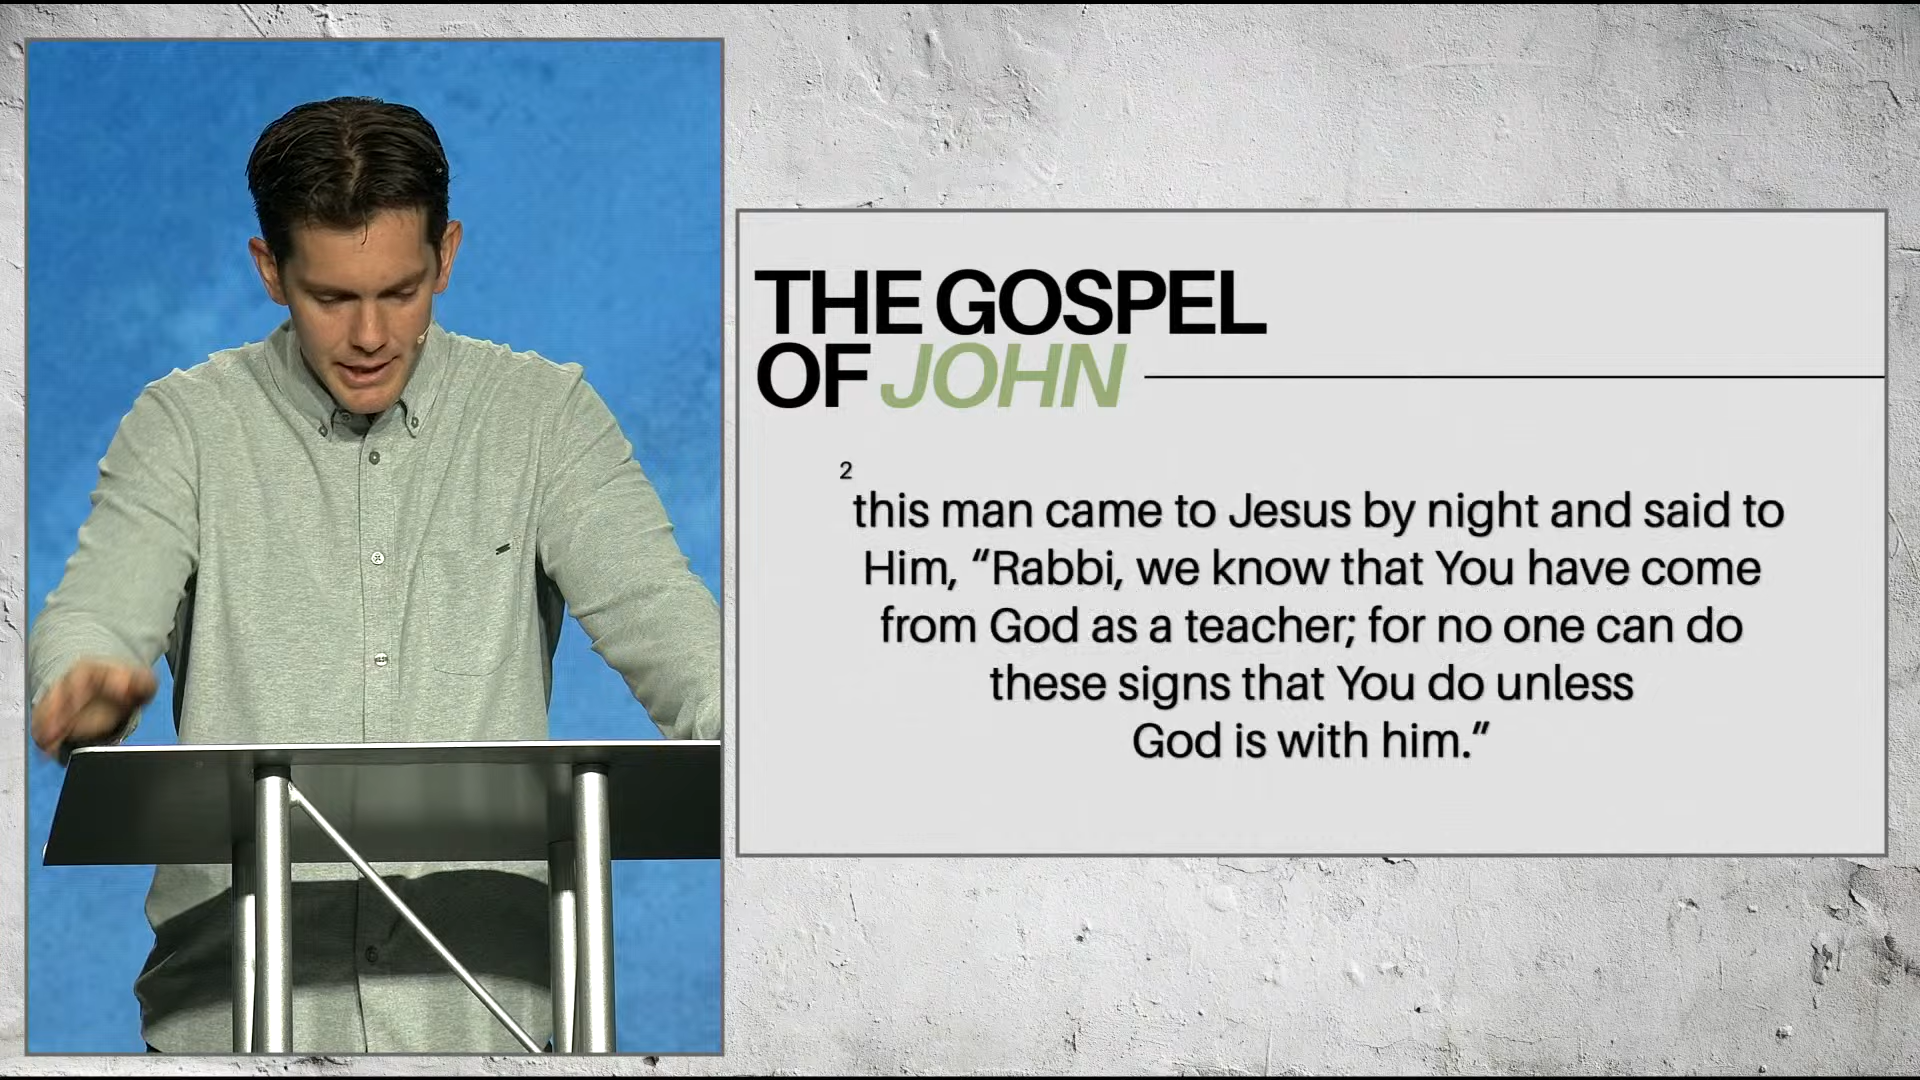 THE GOSPEL
OF JOHN
2
this man came to Jesus by night and said to
Him, “Rabbi, we know that You have come
from God as a teacher; for no one can do
these signs that You do unless
God is with him.”